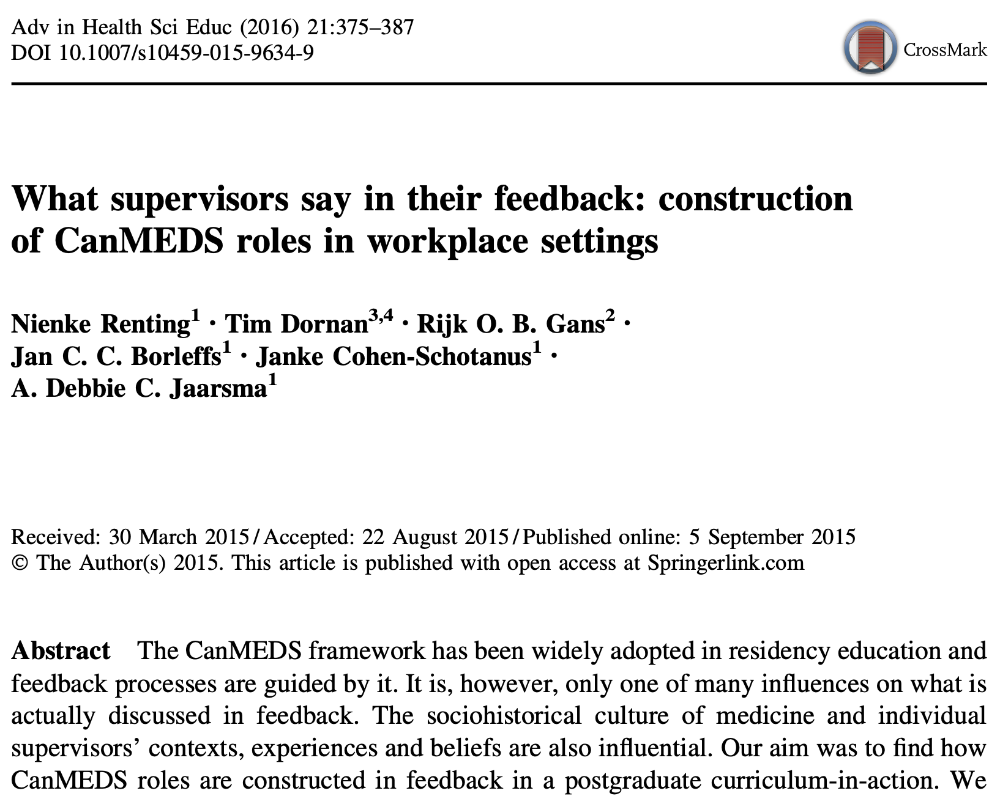 Adv in Health Sci Educ (2016) 21:375–387
DOI 10.1007/s10459-015-9634-9
CrossMark
What supervisors say in their feedback: construction
of CanMEDS roles in workplace settings
Nienke Renting1 · Tim Dornan3,4 · Rijk O. B. Gans2 ·
Jan C. C. Borleffs1 · Janke Cohen-Schotanus1 ·
A. Debbie C. Jaarsma1
Received: 30 March 2015 / Accepted: 22 August 2015 / Published online: 5 September 2015
© The Author(s) 2015. This article is published with open access at Springerlink.com
Abstract The CanMEDS framework has been widely adopted in residency education and
feedback processes are guided by it. It is, however, only one of many influences on what is
actually discussed in feedback. The sociohistorical culture of medicine and individual
supervisors’ contexts, experiences and beliefs are also influential. Our aim was to find how
CanMEDS roles are constructed in feedback in a postgraduate curriculum-in-action. We